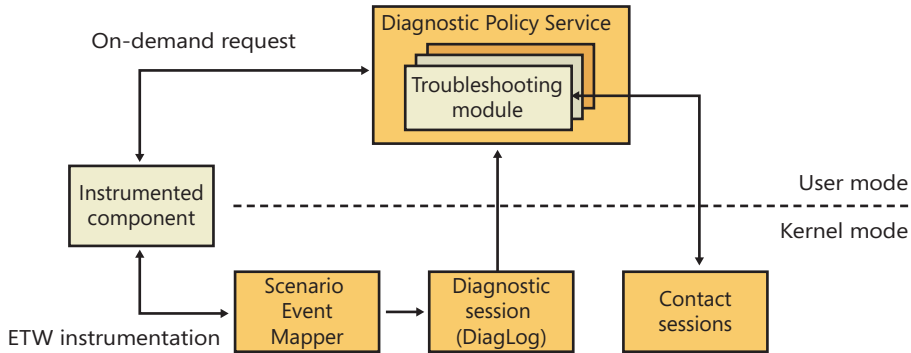 Diagnostic Policy Service
On-demand request
Troubleshooting
module
Instrumented
component
User mode
Kernel mode
Scenario
Event
Mapper
Diagnostic
session
(DiagLog)
Contact
sessions
ETW instrumentation